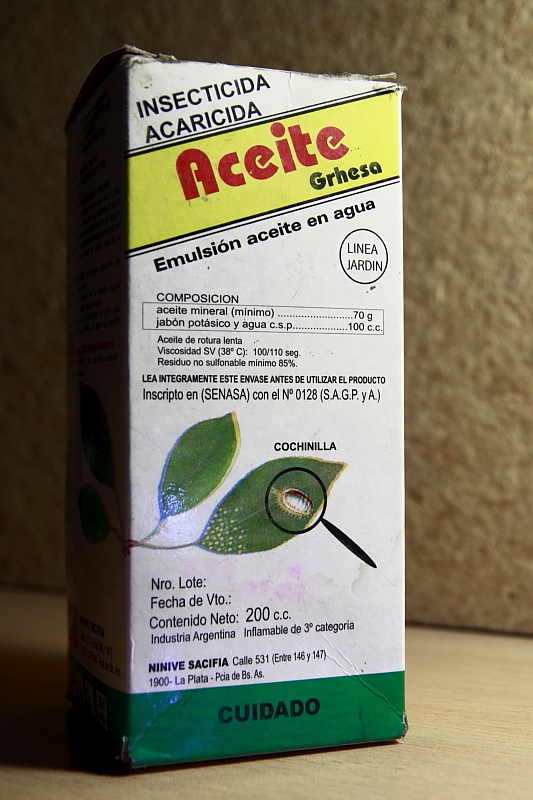 INSECTICIDA
ACARICIDA
Aceite
Grhesa
Emulsión aceite en agua
LINEA
JARDIN
COMPOSICION
aceite mineral (mínimo) ........................70 g
jabón potásico y agua c.s.p..................100 c.c.
Aceite de rotura lenta
Viscosidad SV (38º C): 100/110 seg.
Residuo no sulfonable mínimo 85%.
LEA INTEGRAMENTE ESTE ENVASE ANTES DE UTILIZAR EL PRODUCTO
Inscripto en (SENASA) con el Nº 0128 (S.A.G.P. y A.)
COCHINILLA
Nro. Lote:
Fecha de Vto.:
Contenido Neto: 200 c.c.
Industria Argentina Inflamable de 3º categoría
NINIVE SACIFIA Calle 531 (Entre 146 y 147)
1900- La Plata - Pcia de Bs. As.
CUIDADO